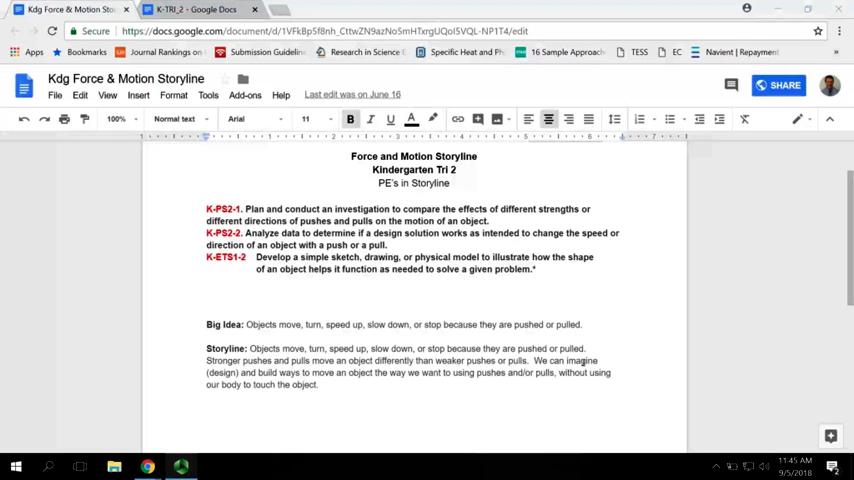 Kdg Force & Motion Sto
K-TRI_2 - Google Docs
Secure
https://docs.google.com/document/d/1VFkBp5f8nh_CttwZN9azNo5mHTxrgUQoI5VQL-NP1T4/edit
Apps
Bookmarks
Journal Rankings on
Submission Guideline
Research in Science E
Specific Heat and Ph
16 Sample Approach
TESS
EC
Navient | Repayment
Kdg Force & Motion Storyline
File Edit View Insert Format Tools Add-ons Help Last edit was on June 16
SHARE
100% Normal text Arial 11 B I U A
1 1 2 3 4 5 6 7
Force and Motion Storyline
Kindergarten Tri 2
PE's in Storyline
K-PS2-1. Plan and conduct an investigation to compare the effects of different strengths or
different directions of pushes and pulls on the motion of an object.
K-PS2-2. Analyze data to determine if a design solution works as intended to change the speed or
direction of an object with a push or a pull.
K-ETS1-2 Develop a simple sketch, drawing, or physical model to illustrate how the shape
of an object helps it function as needed to solve a given problem.*
Big Idea: Objects move, turn, speed up, slow down, or stop because they are pushed or pulled.
Storyline: Objects move, turn, speed up, slow down, or stop because they are pushed or pulled.
Stronger pushes and pulls move an object differently than weaker pushes or pulls. We can imagine
(design) and build ways to move an object the way we want to using pushes and/or pulls, without using
our body to touch the object.
11:45 AM
9/5/2018
2